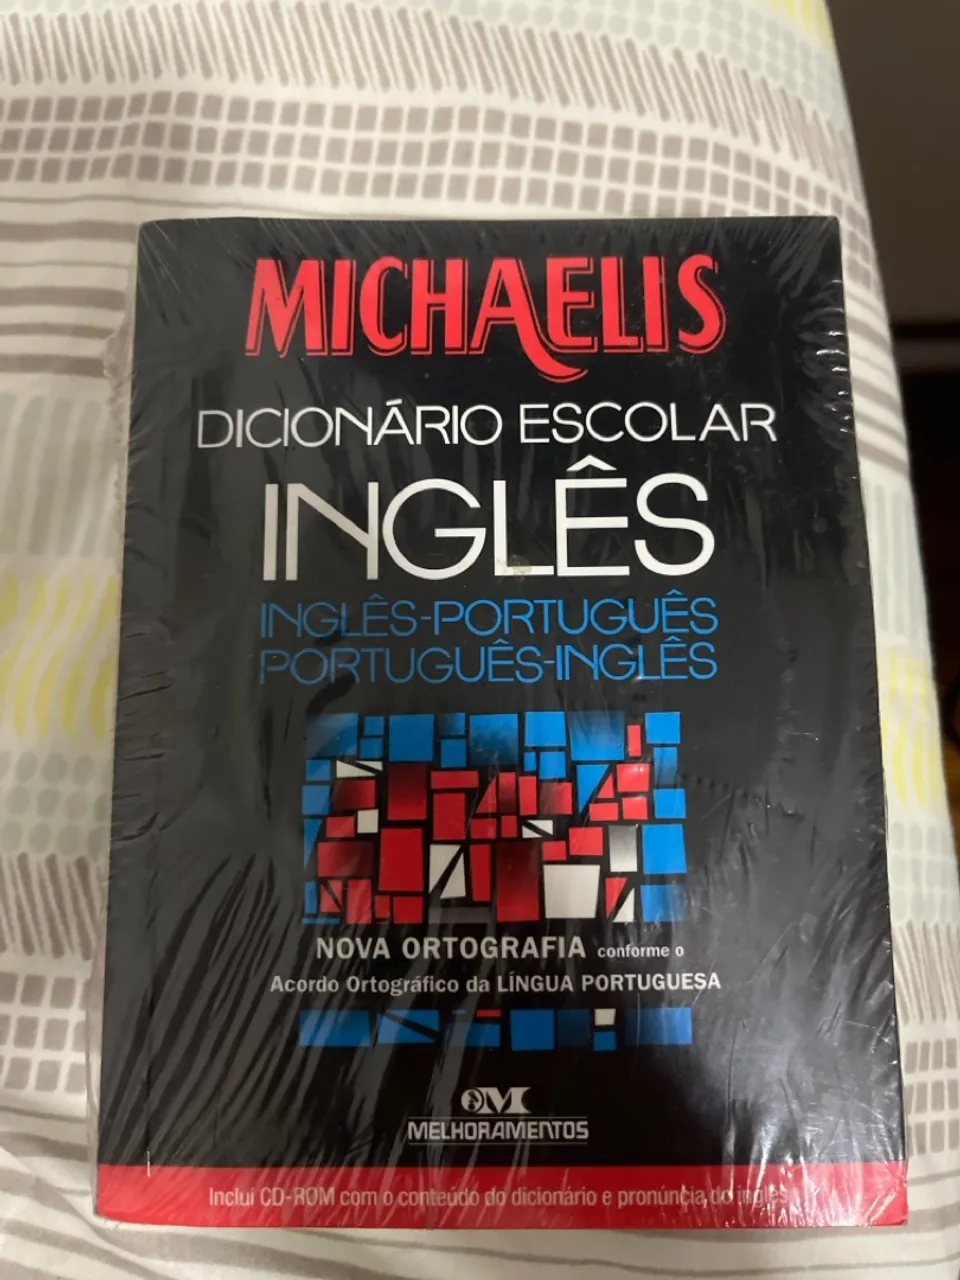 MICHAELIS
DICIONÁRIO ESCOLAR
INGLÊS
INGLÊS-PORTUGUÊS
PORTUGUÊS-INGLÊS
NOVA ORTOGRAFIA conforme o
Acordo Ortográfico da LÍNGUA PORTUGUESA
M
MELHORAMENTOS
Inclui CD-ROM com o conteúdo do dicionário e pronúncia do inglês